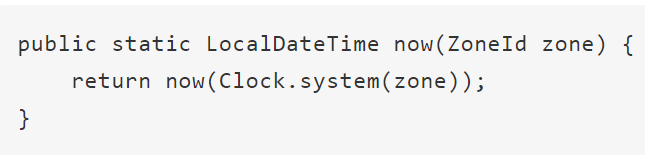 public static LocalDateTime now(ZoneId zone) {
    return now(Clock.system(zone));
}